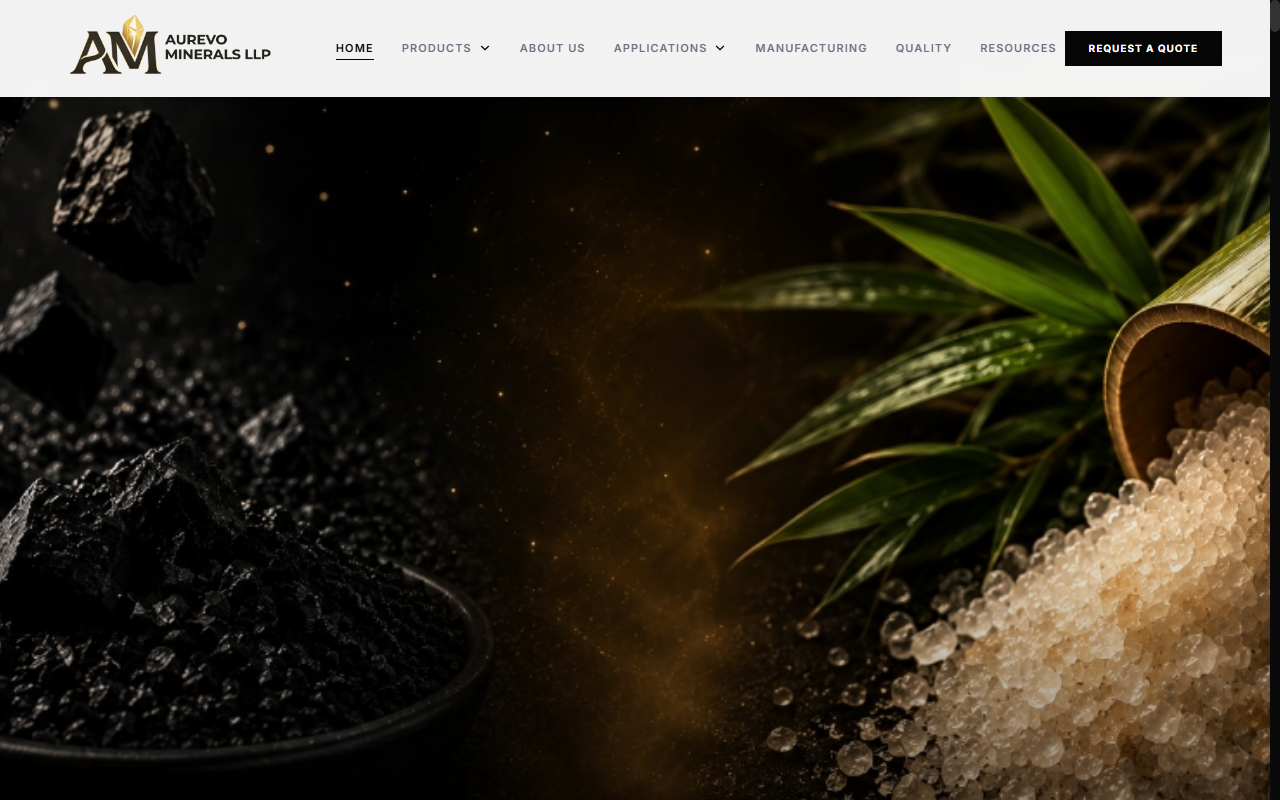 AM
AUREVO
MINERALS LLP
HOME
PRODUCTS
ABOUT US
APPLICATIONS
MANUFACTURING
QUALITY
RESOURCES
REQUEST A QUOTE